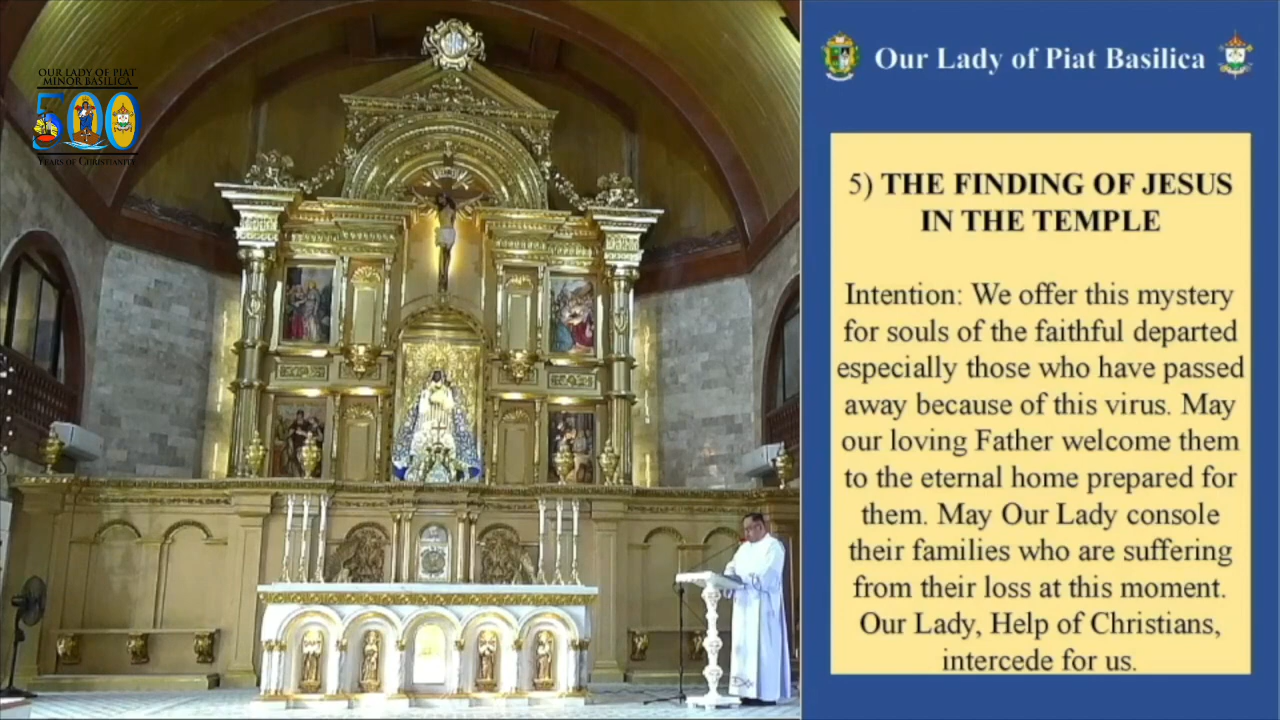 OUR LADY OF PIAT
MINOR BASILICA
500
YEARS OF CHRISTIANITY
Our Lady of Piat Basilica
5) THE FINDING OF JESUS
IN THE TEMPLE
Intention: We offer this mystery
for souls of the faithful departed
especially those who have passed
away because of this virus. May
our loving Father welcome them
to the eternal home prepared for
them. May Our Lady console
their families who are suffering
from their loss at this moment.
Our Lady, Help of Christians,
intercede for us.